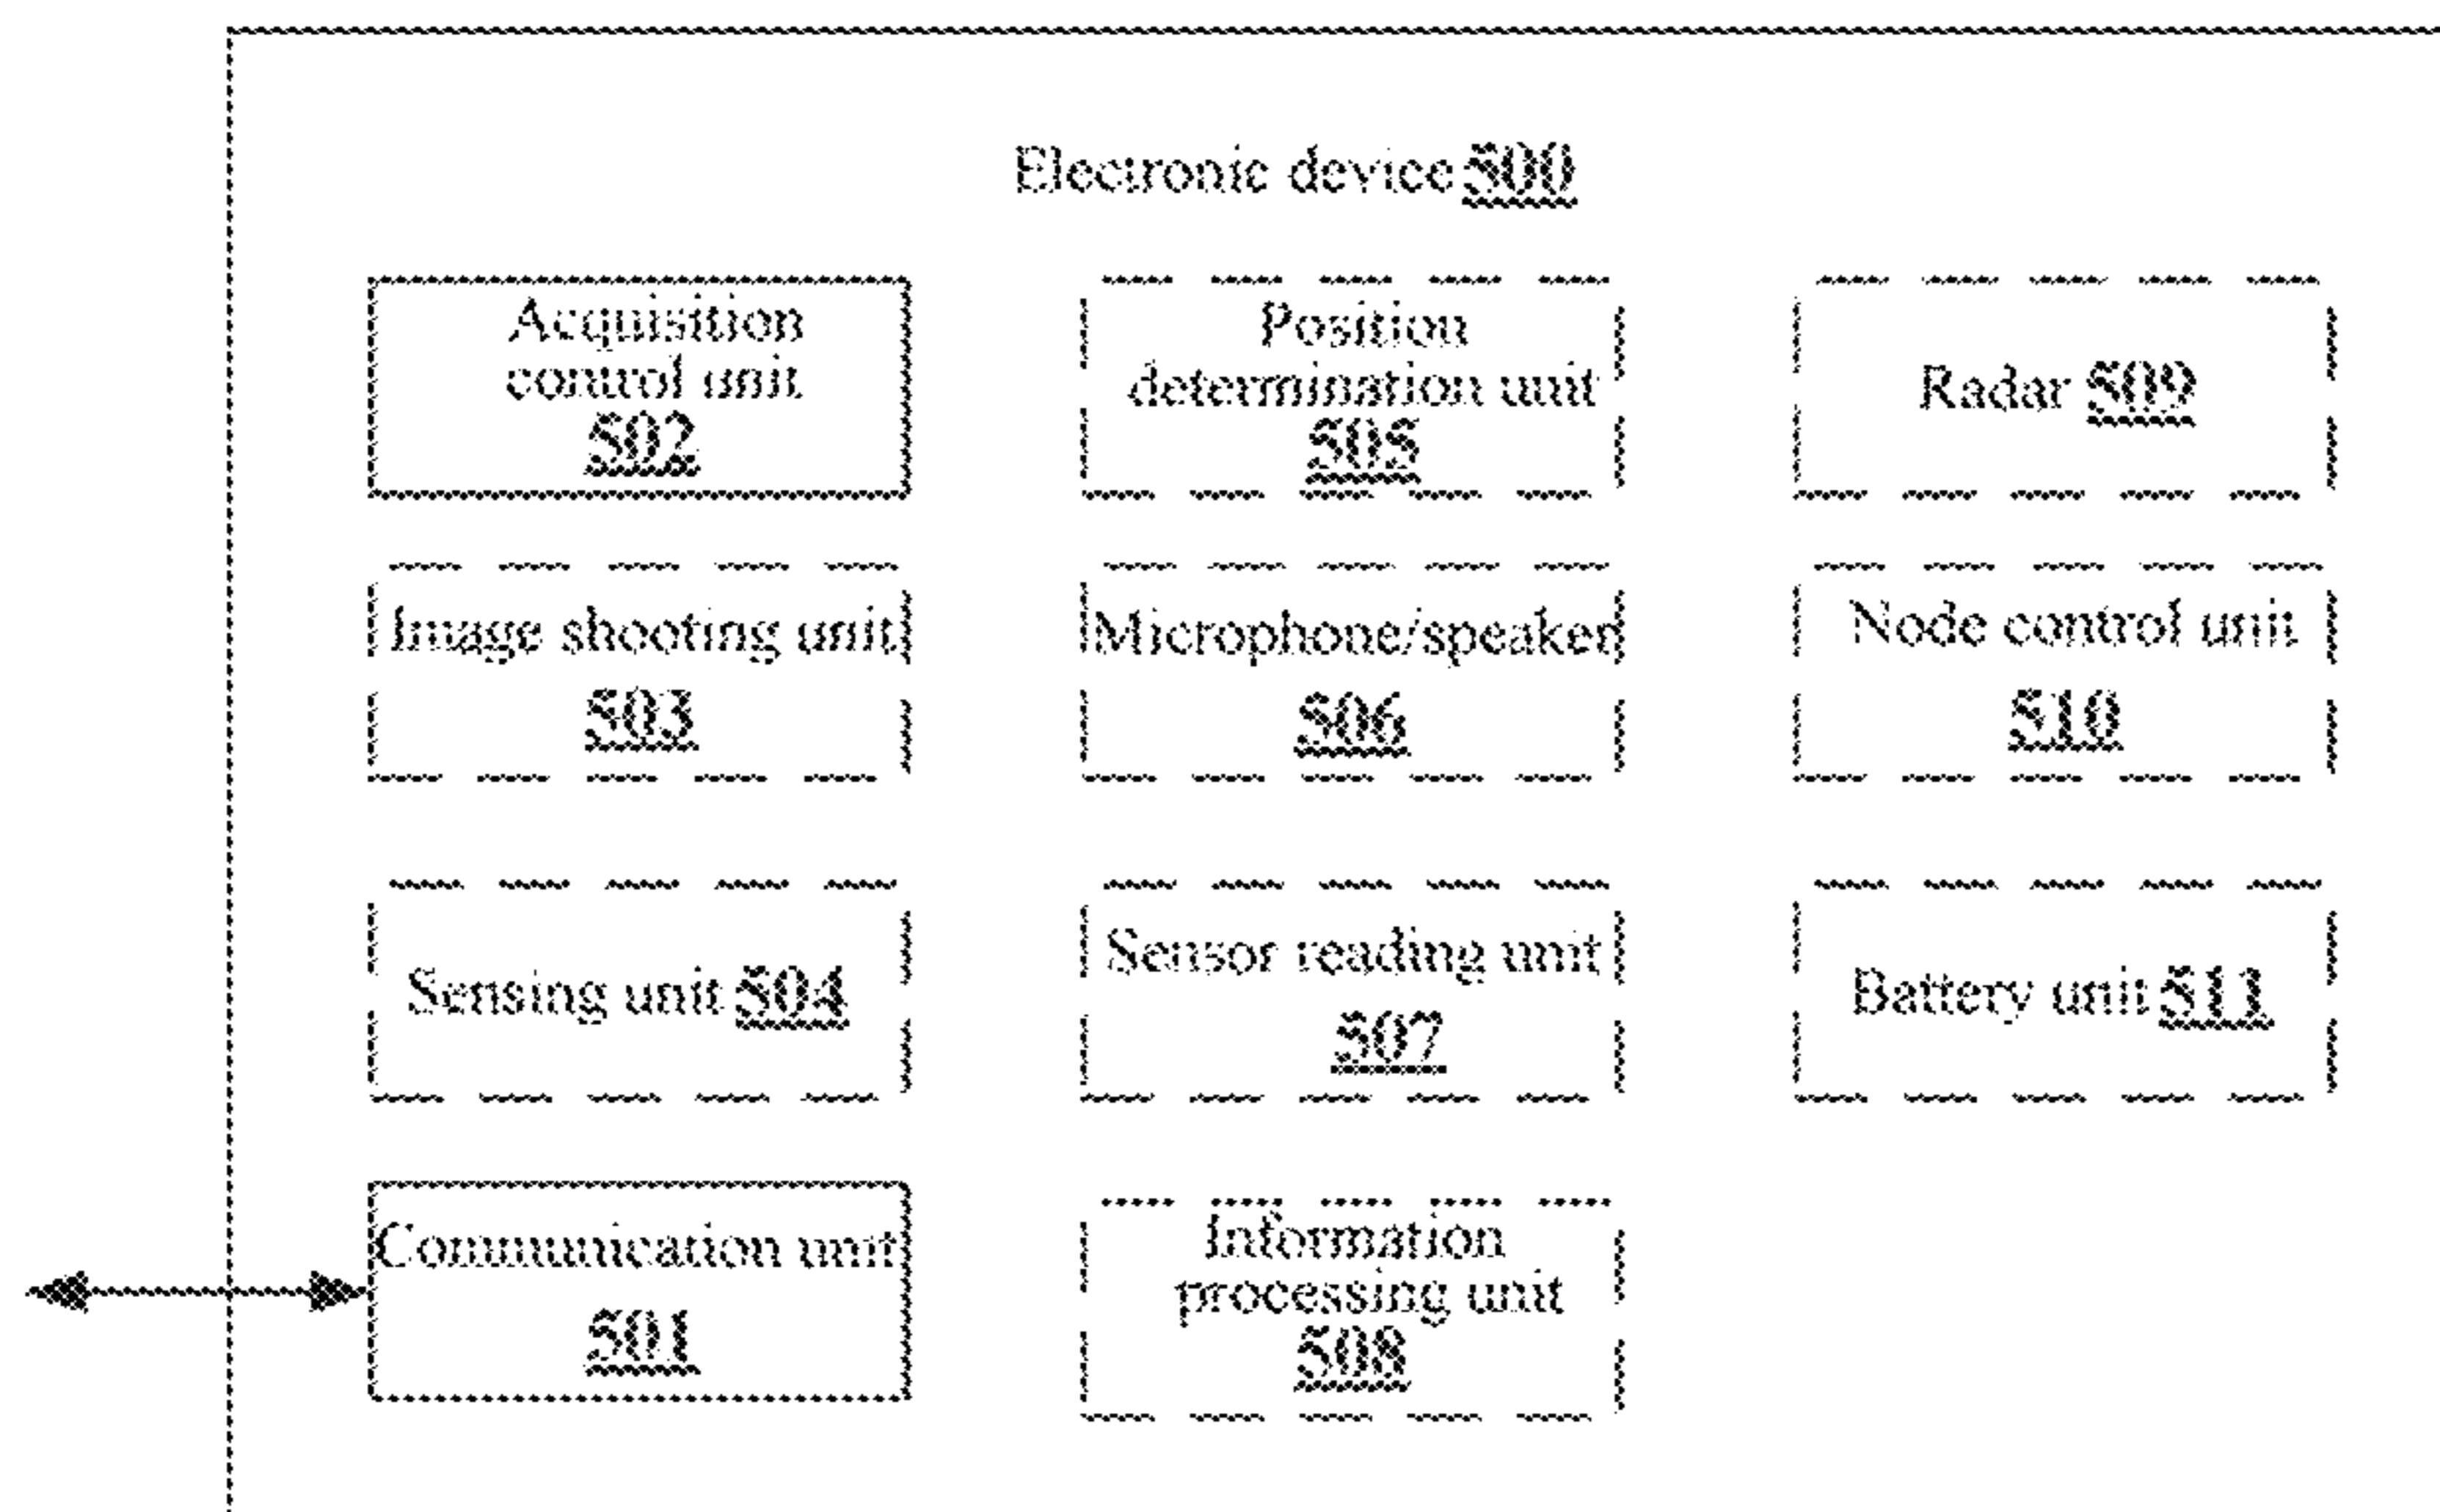 Electronic device 500
Acquisition
control unit
502
Position
determination unit
505
Radar 509
Image shooting unit
503
Microphone/speaker
506
Node control unit
510
Sensing unit 504
Sensor reading unit
507
Battery unit 511
Communication unit
501
Information
processing unit
508